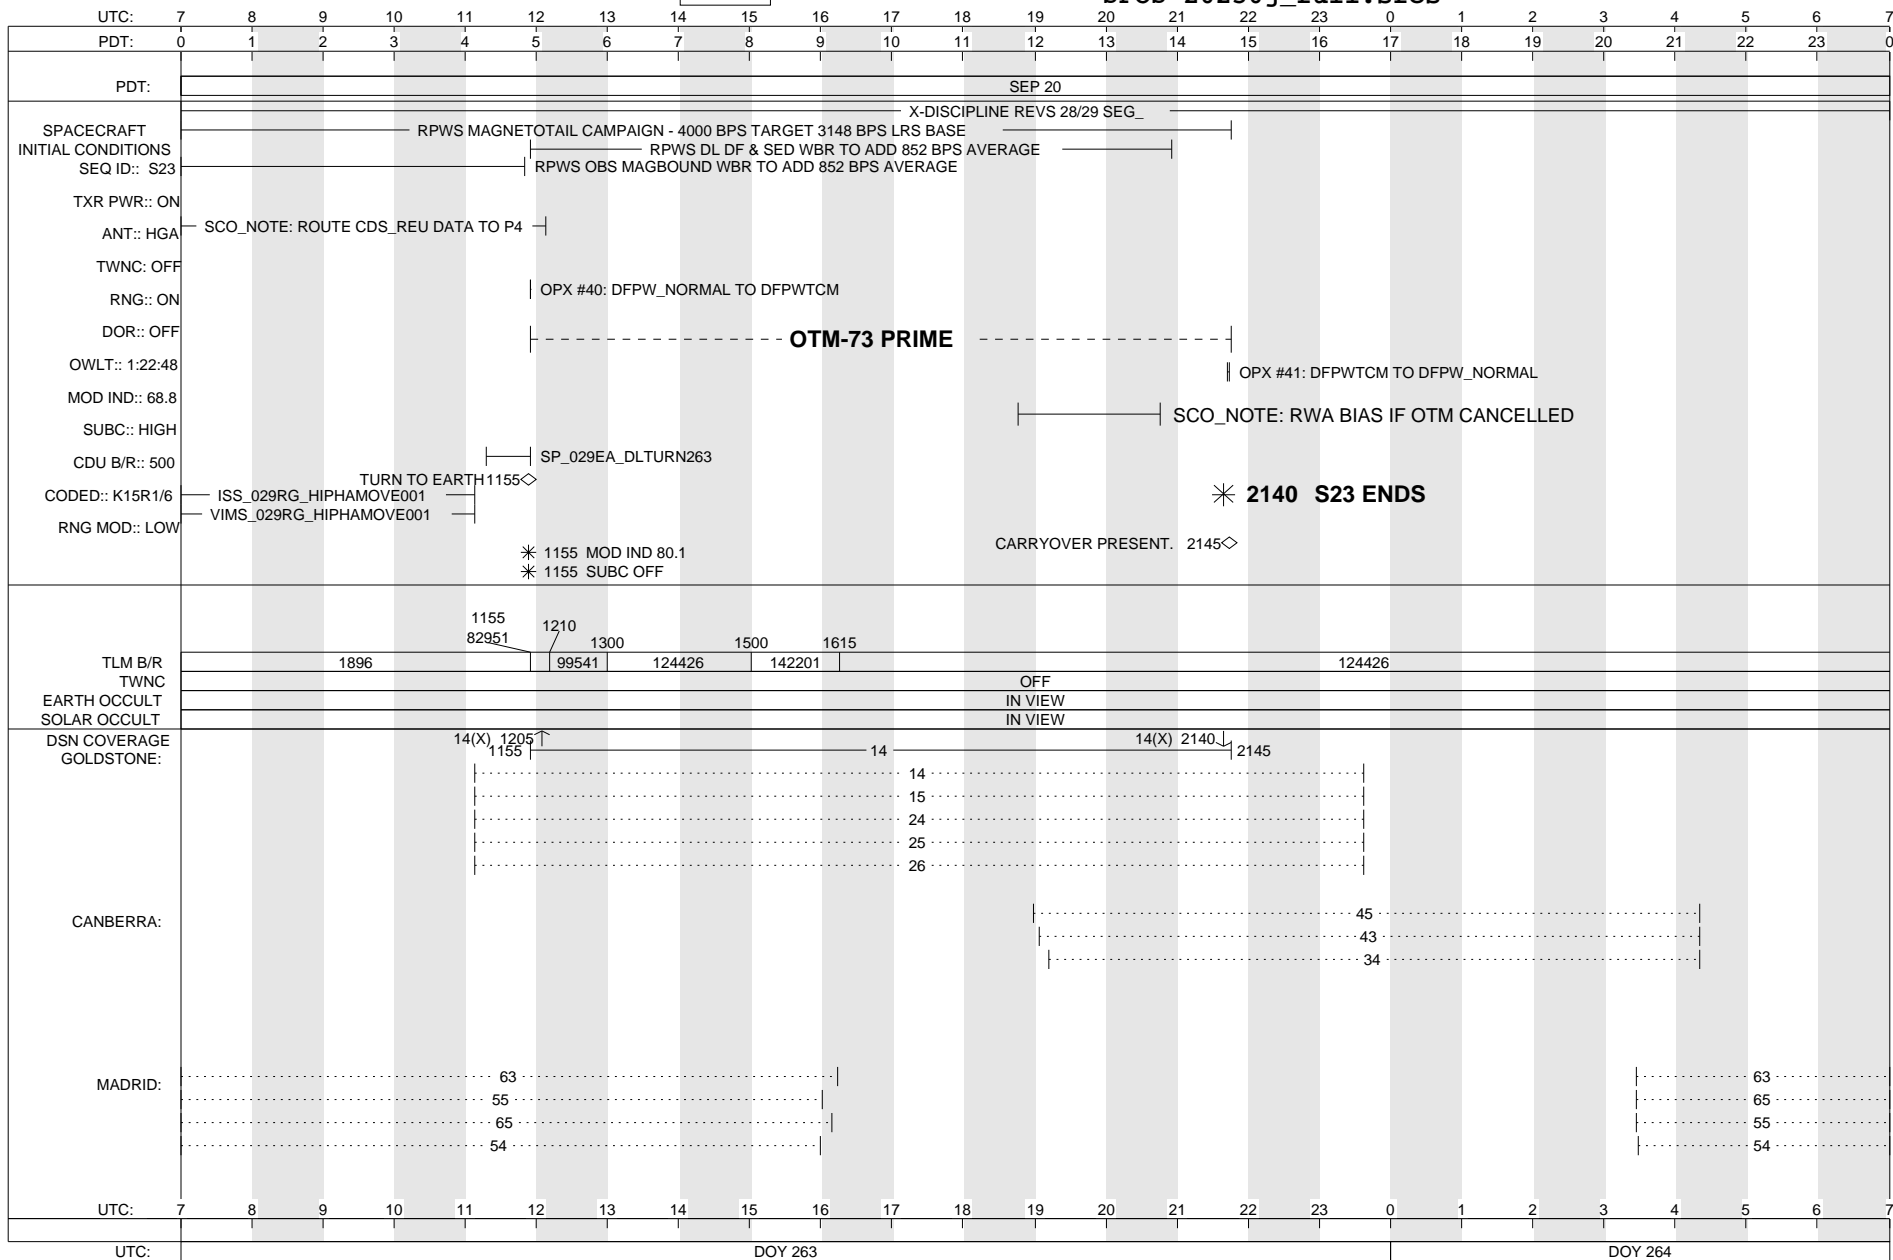 UTC: 7 8 9 10 11 12 13 14 15 16 17 18 19 20 21 22 23 0 1 2 3 4 5 6 7
PDT: 0 1 2 3 4 5 6 7 8 9 10 11 12 13 14 15 16 17 18 19 20 21 22 23 0
PDT: SEP 20
X-DISCIPLINE REVS 28/29 SEG_
SPACECRAFT
INITIAL CONDITIONS
SEQ ID:: S23
TXR PWR:: ON
ANT:: HGA
TWNC: OFF
RNG:: ON
DOR:: OFF
OWLT:: 1:22:48
MOD IND:: 68.8
SUBC:: HIGH
CDU B/R:: 500
CODED:: K15R1/6
RNG MOD:: LOW
RPWS MAGNETOTAIL CAMPAIGN - 4000 BPS TARGET 3148 BPS LRS BASE
RPWS DL DF & SED WBR TO ADD 852 BPS AVERAGE
RPWS OBS MAGBOUND WBR TO ADD 852 BPS AVERAGE
SCO_NOTE: ROUTE CDS_REU DATA TO P4
OPX #40: DFPW_NORMAL TO DFPWTCM
OTM-73 PRIME
OPX #41: DFPWTCM TO DFPW_NORMAL
SCO_NOTE: RWA BIAS IF OTM CANCELLED
SP_029EA_DLTURN263
TURN TO EARTH 1155
ISS_029RG_HIPHAMOVE001
2140 S23 ENDS
VIMS_029RG_HIPHAMOVE001
CARRYOVER PRESENT. 2145
1155 MOD IND 80.1
1155 SUBC OFF
1155
82951
1210
1300
1500
1615
TLM B/R 1896 99541 124426 142201 124426
TWNC OFF
EARTH OCCULT IN VIEW
SOLAR OCCULT IN VIEW
DSN COVERAGE
14(X) 1205
14(X) 2140
GOLDSTONE:
1155 14 2145
14
15
24
25
26
CANBERRA:
45
43
34
MADRID:
63 63
55 65
65 55
54 54
UTC: 7 8 9 10 11 12 13 14 15 16 17 18 19 20 21 22 23 0 1 2 3 4 5 6 7
UTC: DOY 263 DOY 264